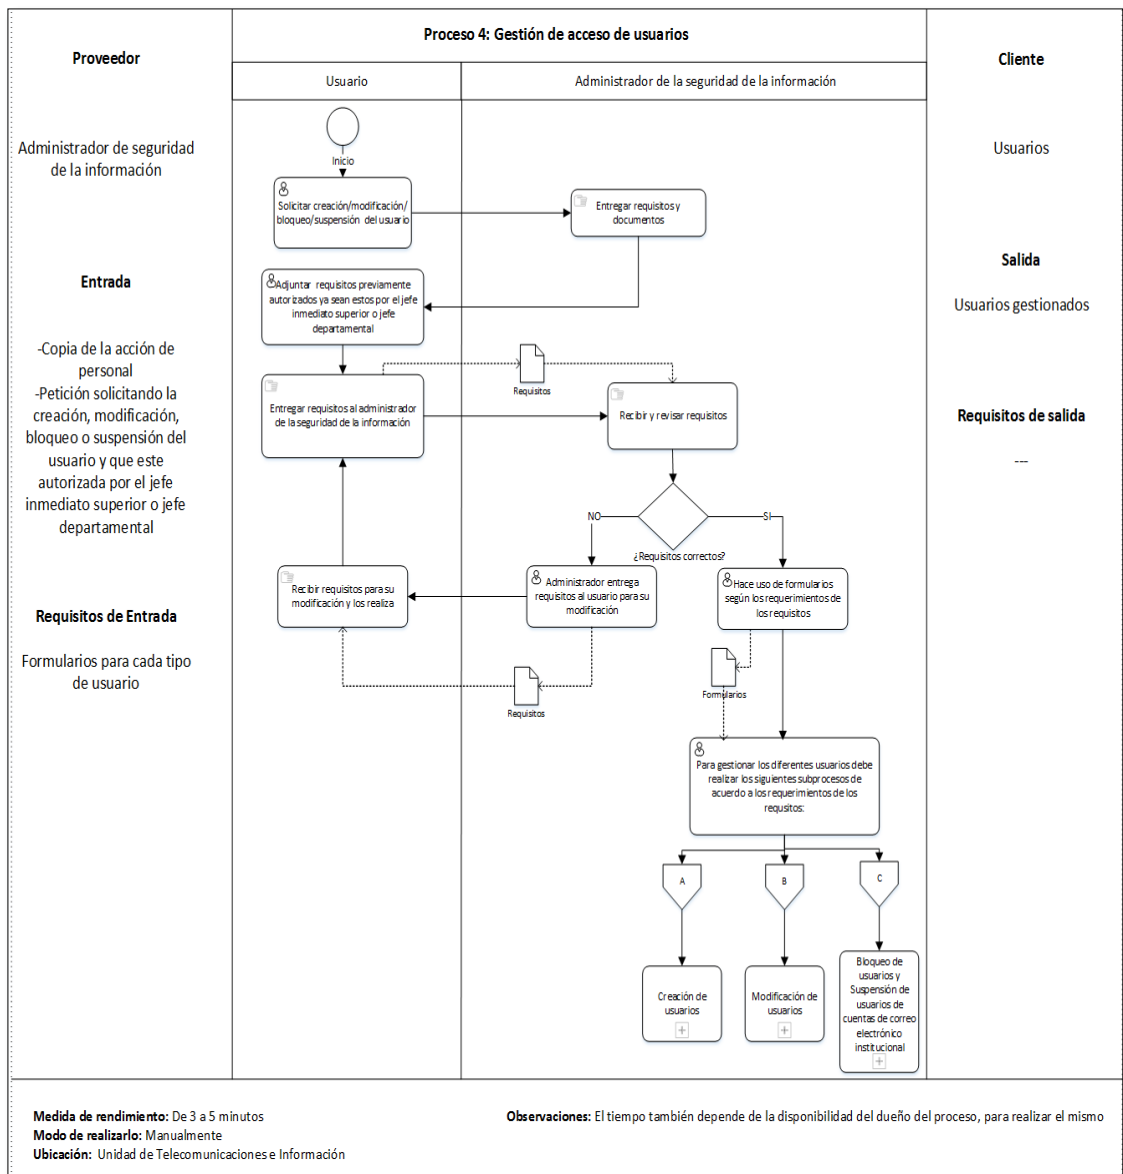 Proceso 4: Gestión de acceso de usuarios
Proveedor
Administrador de seguridad
de la información
Entrada
-Copia de la acción de
personal
-Petición solicitando la
creación, modificación,
bloqueo o suspensión del
usuario y que este
autorizada por el jefe
inmediato superior o jefe
departamental
Requisitos de Entrada
Formularios para cada tipo
de usuario
Usuario
Administrador de la seguridad de la información
Inicio
Solicitar creación/modificación/
bloqueo/suspensión del usuario
Entregar requisitos y
documentos
Adjuntar requisitos previamente
autorizados ya sean estos por el jefe
inmediato superior o jefe
departamental
Requisitos
Entregar requisitos al administrador
de la seguridad de la información
Recibir y revisar requisitos
NO
SI
¿Requisitos correctos?
Recibir requisitos para su
modificación y los realiza
Administrador entrega
requisitos al usuario para su
modificación
Hace uso de formularios
según los requerimientos de
los requisitos
Requisitos
Formularios
Para gestionar los diferentes usuarios debe
realizar los siguientes subprocesos de
acuerdo a los requerimientos de los
requsitos:
A
B
C
Creación de
usuarios
Modificación de
usuarios
Bloqueo de
usuarios y
Suspensión de
usuarios de
cuentas de correo
electrónico
institucional
Cliente
Usuarios
Salida
Usuarios gestionados
Requisitos de salida
---
Medida de rendimiento: De 3 a 5 minutos
Modo de realizarlo: Manualmente
Ubicación: Unidad de Telecomunicaciones e Información
Observaciones: El tiempo también depende de la disponibilidad del dueño del proceso, para realizar el mismo